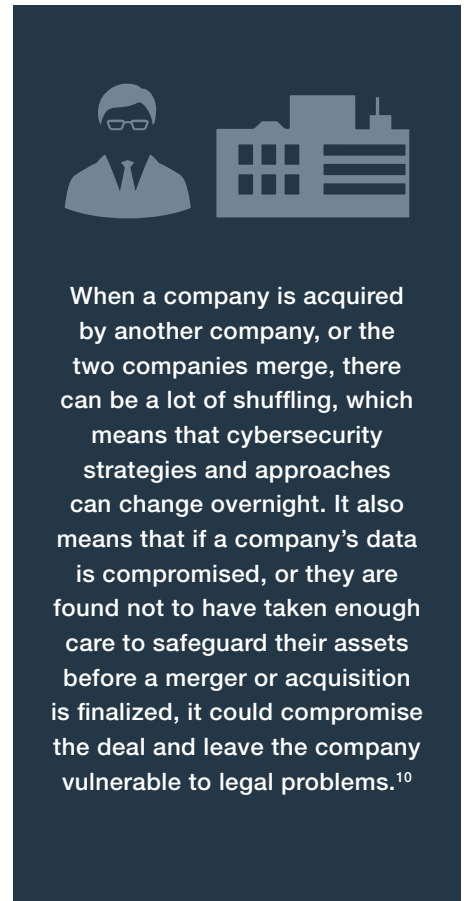 When a company is acquired
by another company, or the
two companies merge, there
can be a lot of shuffling, which
means that cybersecurity
strategies and approaches
can change overnight. It also
means that if a company’s data
is compromised, or they are
found not to have taken enough
care to safeguard their assets
before a merger or acquisition
is finalized, it could compromise
the deal and leave the company
vulnerable to legal problems.¹⁰